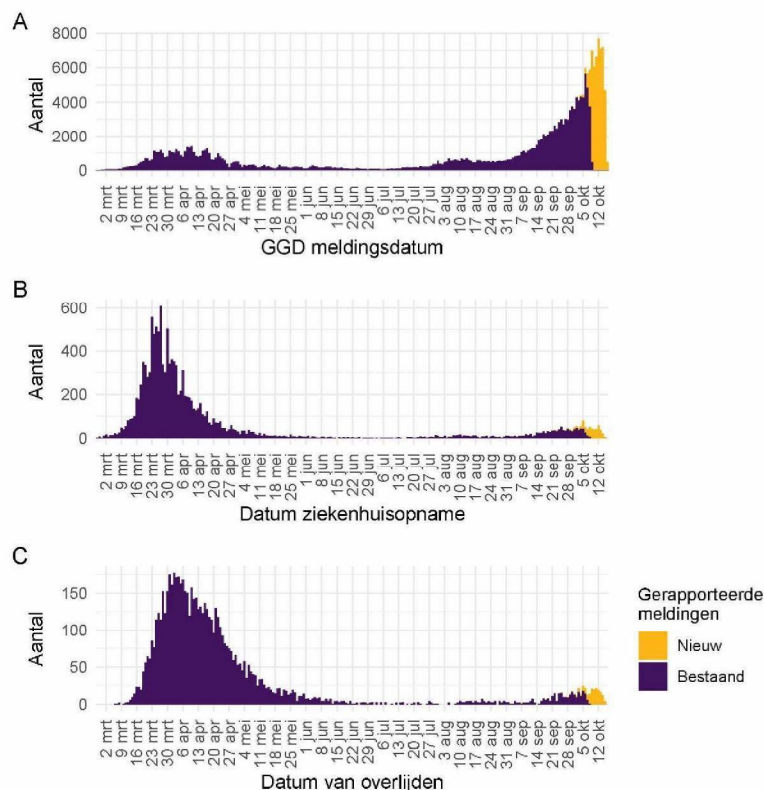 A
8000
6000
4000
2000
0
Aantal
2 mrt
9 mrt
16 mrt
23 mrt
30 mrt
6 apr
13 apr
20 apr
27 apr
4 mei
11 mei
18 mei
25 mei
1 jun
8 jun
15 jun
22 jun
29 jun
6 jul
13 jul
20 jul
27 jul
3 aug
10 aug
17 aug
24 aug
31 aug
7 sep
14 sep
21 sep
28 sep
5 okt
12 okt
GGD meldingsdatum
B
600
400
200
0
Aantal
2 mrt
9 mrt
16 mrt
23 mrt
30 mrt
6 apr
13 apr
20 apr
27 apr
4 mei
11 mei
18 mei
25 mei
1 jun
8 jun
15 jun
22 jun
29 jun
6 jul
13 jul
20 jul
27 jul
3 aug
10 aug
17 aug
24 aug
31 aug
7 sep
14 sep
21 sep
28 sep
5 okt
12 okt
Datum ziekenhuisopname
C
150
100
50
0
Aantal
2 mrt
9 mrt
16 mrt
23 mrt
30 mrt
6 apr
13 apr
20 apr
27 apr
4 mei
11 mei
18 mei
25 mei
1 jun
8 jun
15 jun
22 jun
29 jun
6 jul
13 jul
20 jul
27 jul
3 aug
10 aug
17 aug
24 aug
31 aug
7 sep
14 sep
21 sep
28 sep
5 okt
12 okt
Datum van overlijden
Gerapporteerde
meldingen
Nieuw
Bestaand